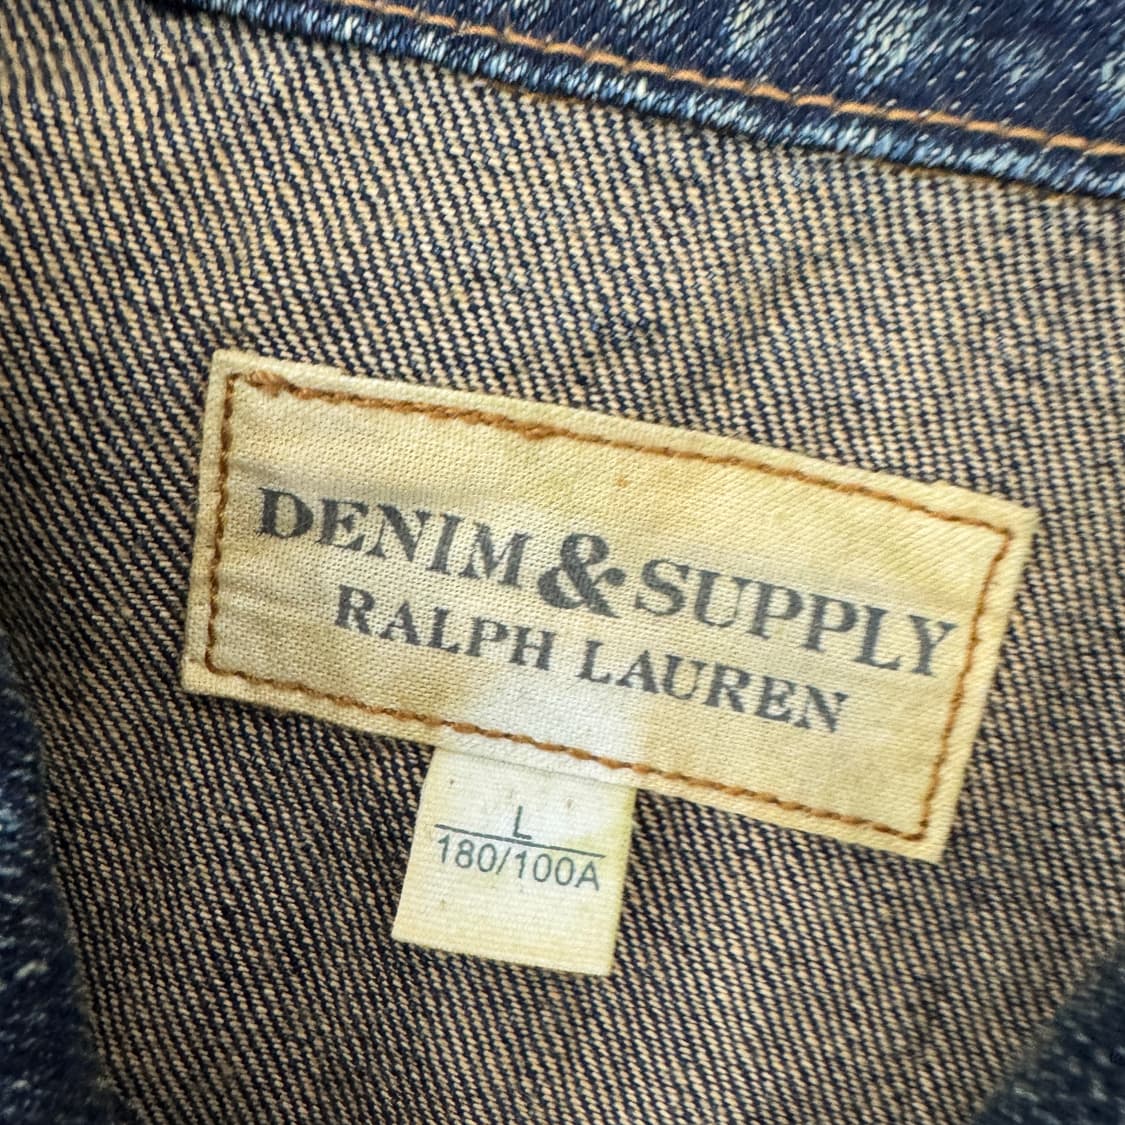 DENIM & SUPPLY
RALPH LAUREN
L
180/100A